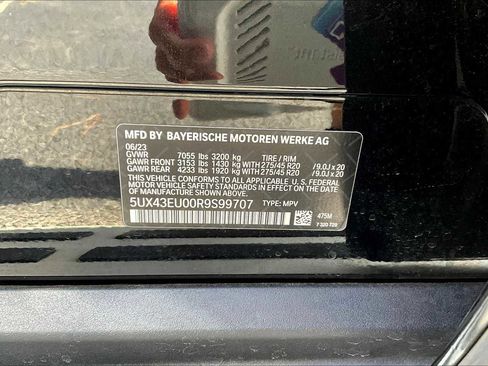 MFD BY BAYERISCHE MOTOREN WERKE AG
06/23
GVWR 7055 lbs 3200 kg TIRE / RIM
GAWR FRONT 3153 lbs 1430 kg WITH 275/45 R20 /9.0J x 20
GAWR REAR 4233 lbs 1920 kg WITH 275/45 R20 /9.0J x 20
THIS VEHICLE CONFORMS TO ALL APPLICABLE U. S. FEDERAL
MOTOR VEHICLE SAFETY STANDARDS IN EFFECT ON THE DATE
OF MANUFACTURE SHOWN ABOVE.
5UX43EU00R9S99707 TYPE: MPV
475M
7 320 720